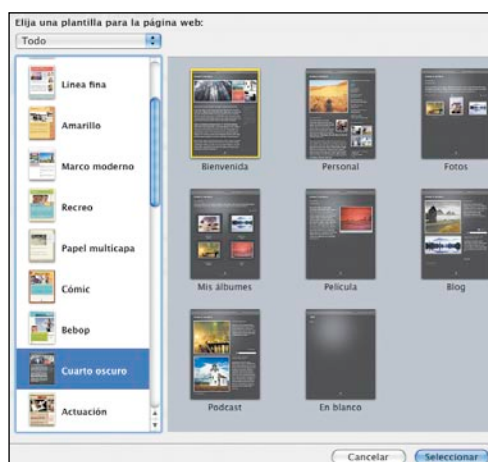 Elija una plantilla para la página web:
Todo
Línea fina
Amarillo
Marco moderno
Recreo
Papel multicapa
Cómic
Bebop
Cuarto oscuro
Actuación
Bienvenida
Personal
Fotos
Mis álbumes
Película
Blog
Podcast
En blanco
Cancelar
Seleccionar